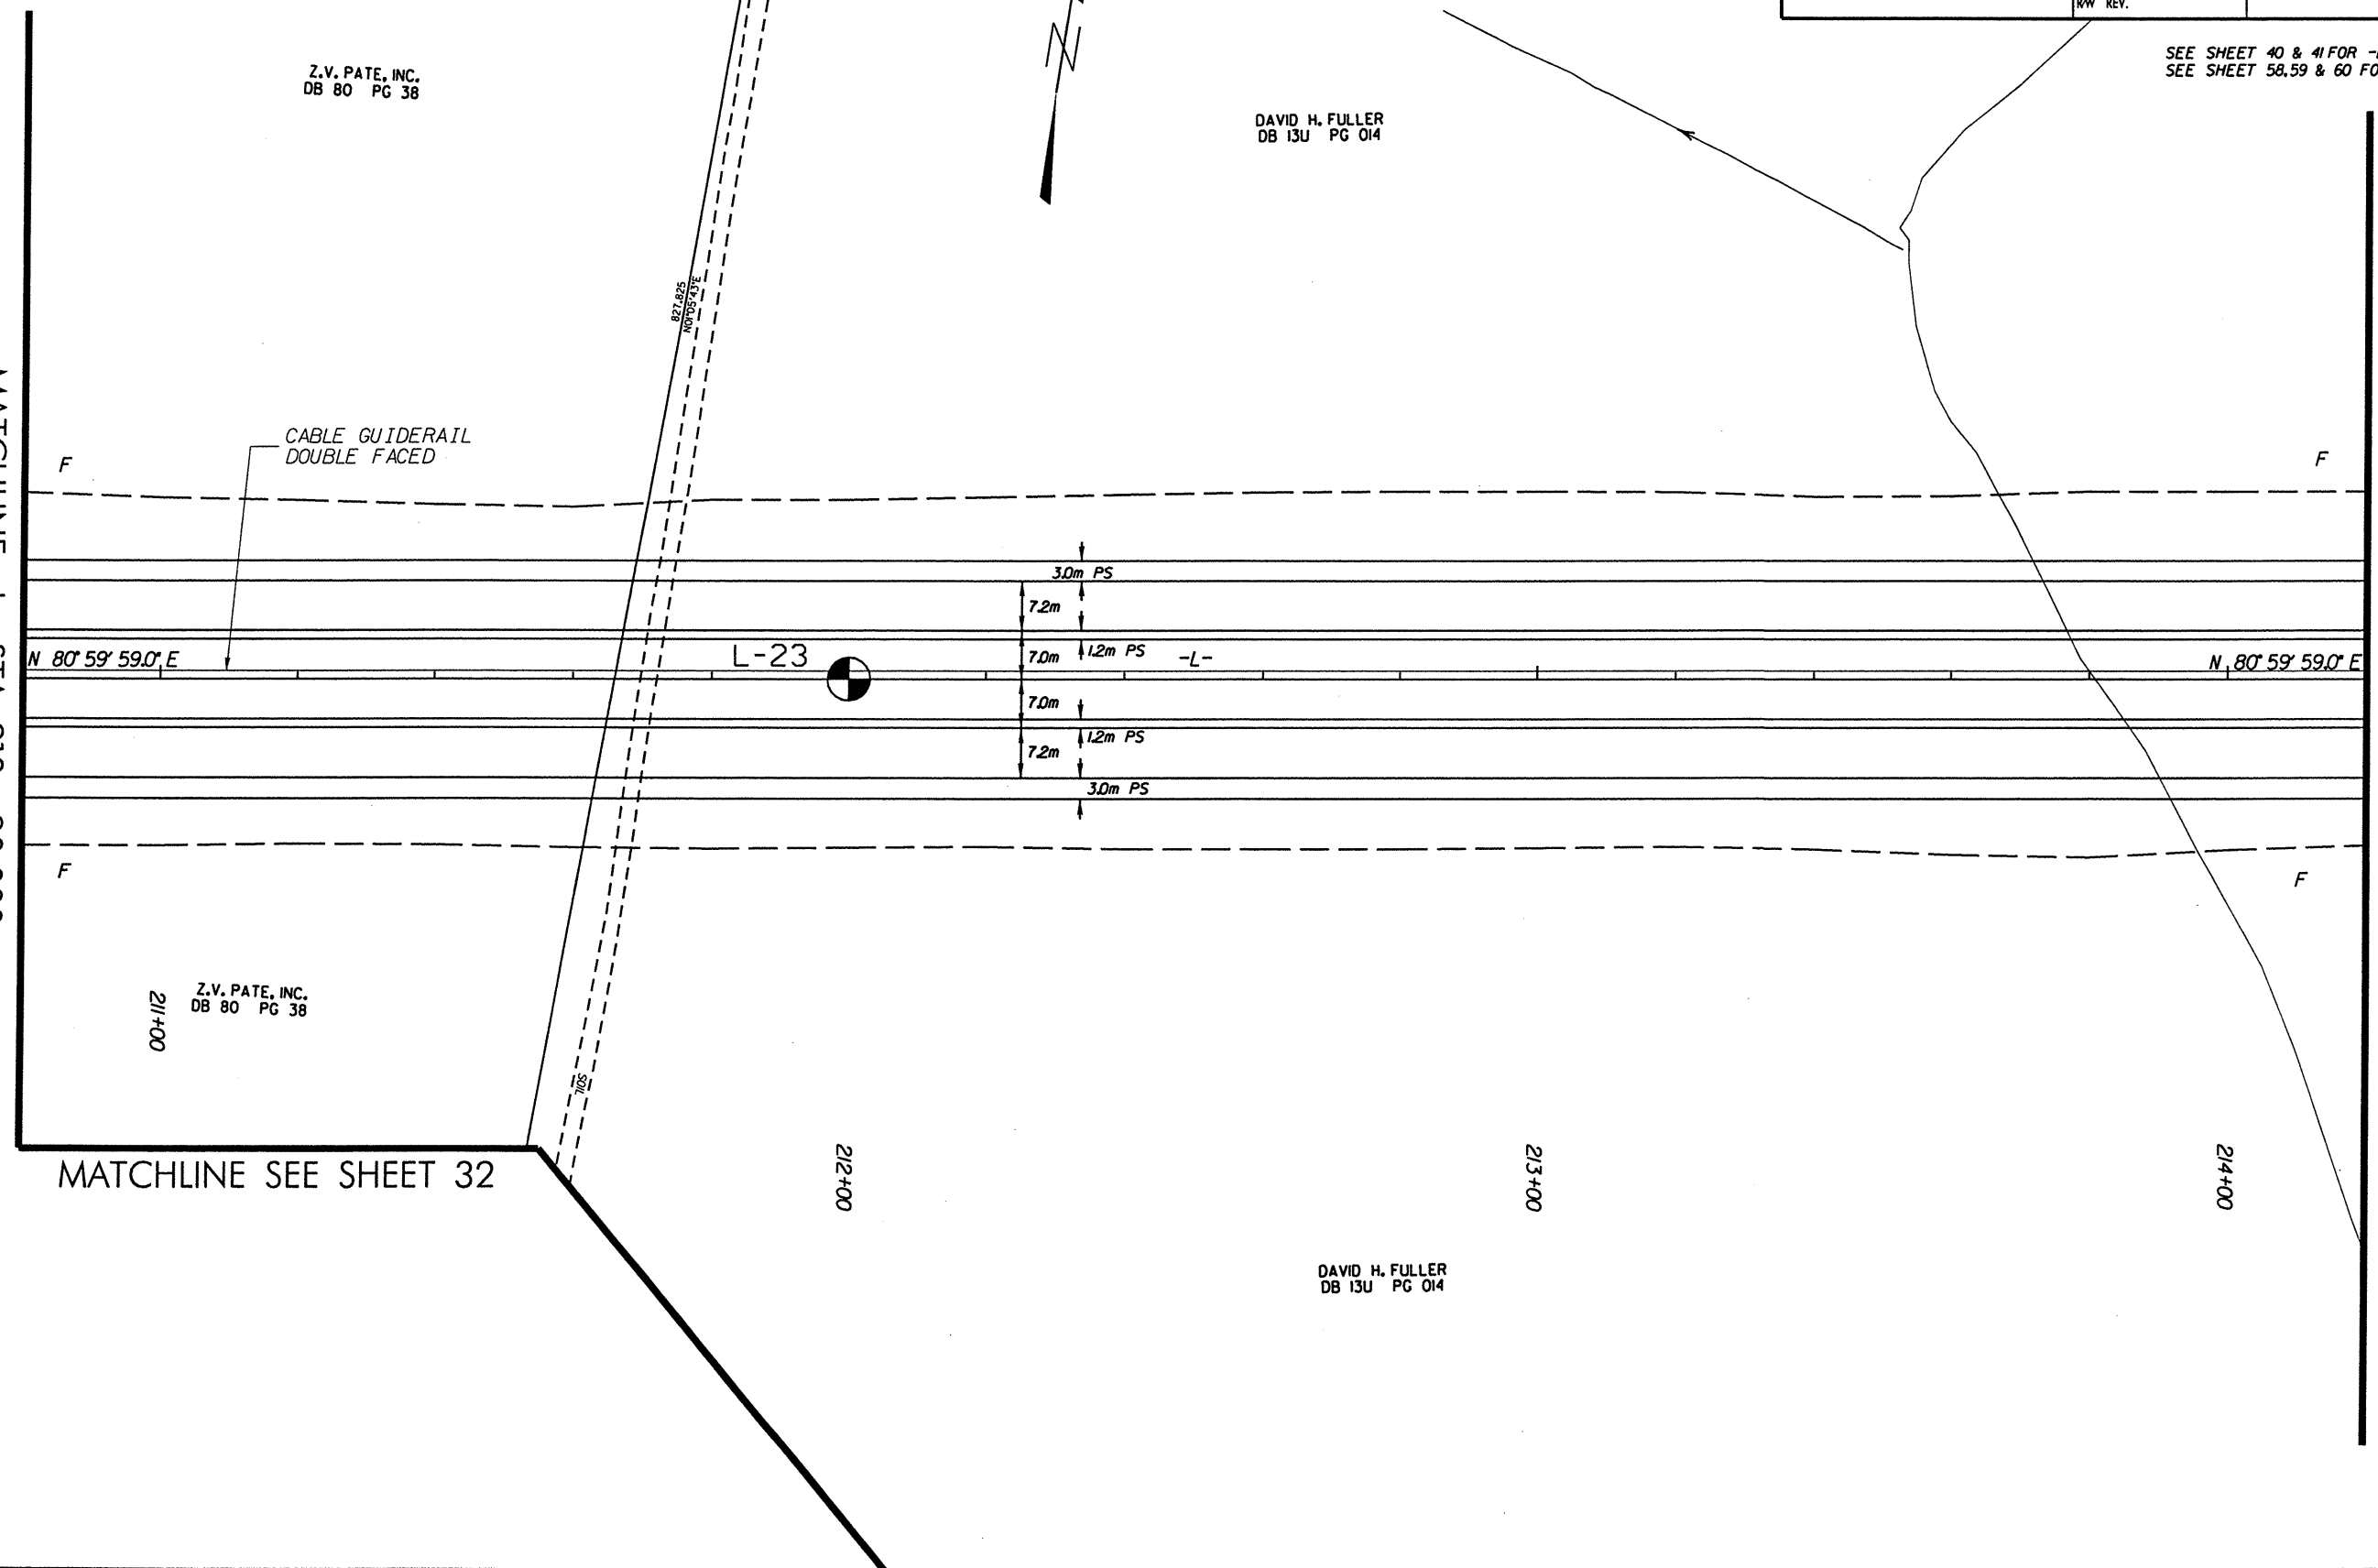 R/W REV.
SEE SHEET 40 & 41 FOR
SEE SHEET 58,59 & 60
Z.V. PATE, INC.
DB 80 PG 38
N
DAVID H. FULLER
DB 13U PG 014
827.825
N01°05'43"E
CABLE GUIDERAIL
DOUBLE FACED
F
F
3.0m PS
7.2m
N 80° 59' 59.0" E
L-23
7.0m
1.2m PS
-L-
N 80° 59' 59.0" E
7.0m
1.2m PS
7.2m
3.0m PS
F
F
Z.V. PATE, INC.
DB 80 PG 38
211+00
SOIL
MATCHLINE SEE SHEET 32
212+00
213+00
214+00
DAVID H. FULLER
DB 13U PG 014